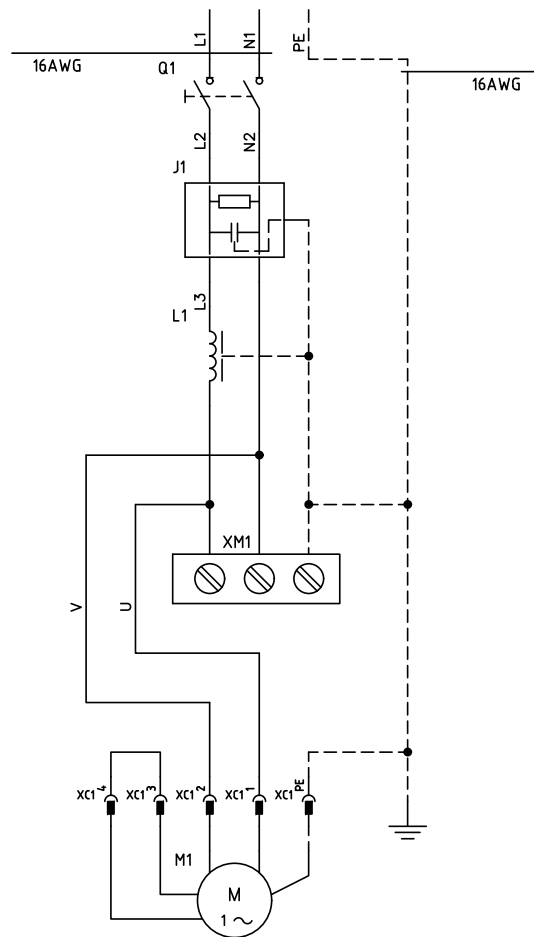 L1
N1
PE
16AWG
Q1
16AWG
L2
N2
J1
L3
L1
XM1
V
U
XC1 4
XC1 3
XC1 2
XC1 1
XC1 PE
M1
M
1~